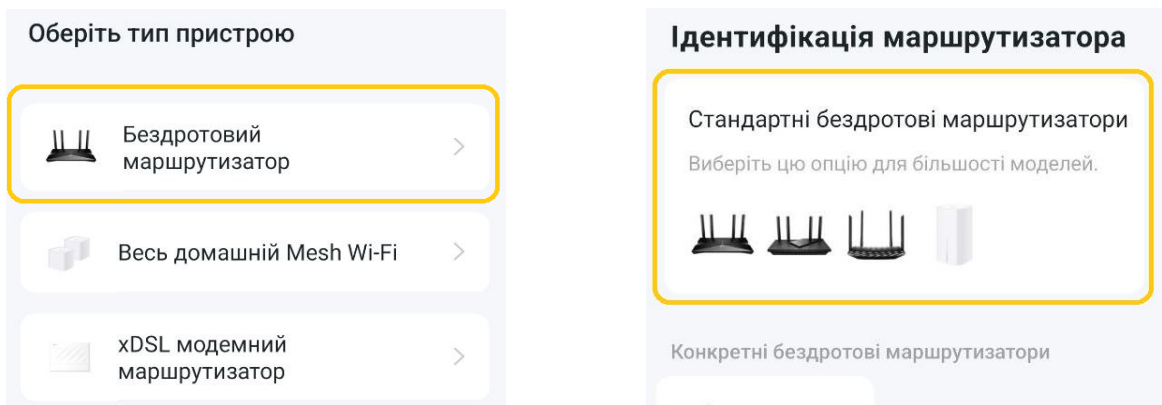 Оберіть тип пристрою
Бездротовий
маршрутизатор
Весь домашній Mesh Wi-Fi
xDSL модемний
маршрутизатор
Ідентифікація маршрутизатора
Стандартні бездротові маршрутизатори
Виберіть цю опцію для більшості моделей.
Конкретні бездротові маршрутизатори